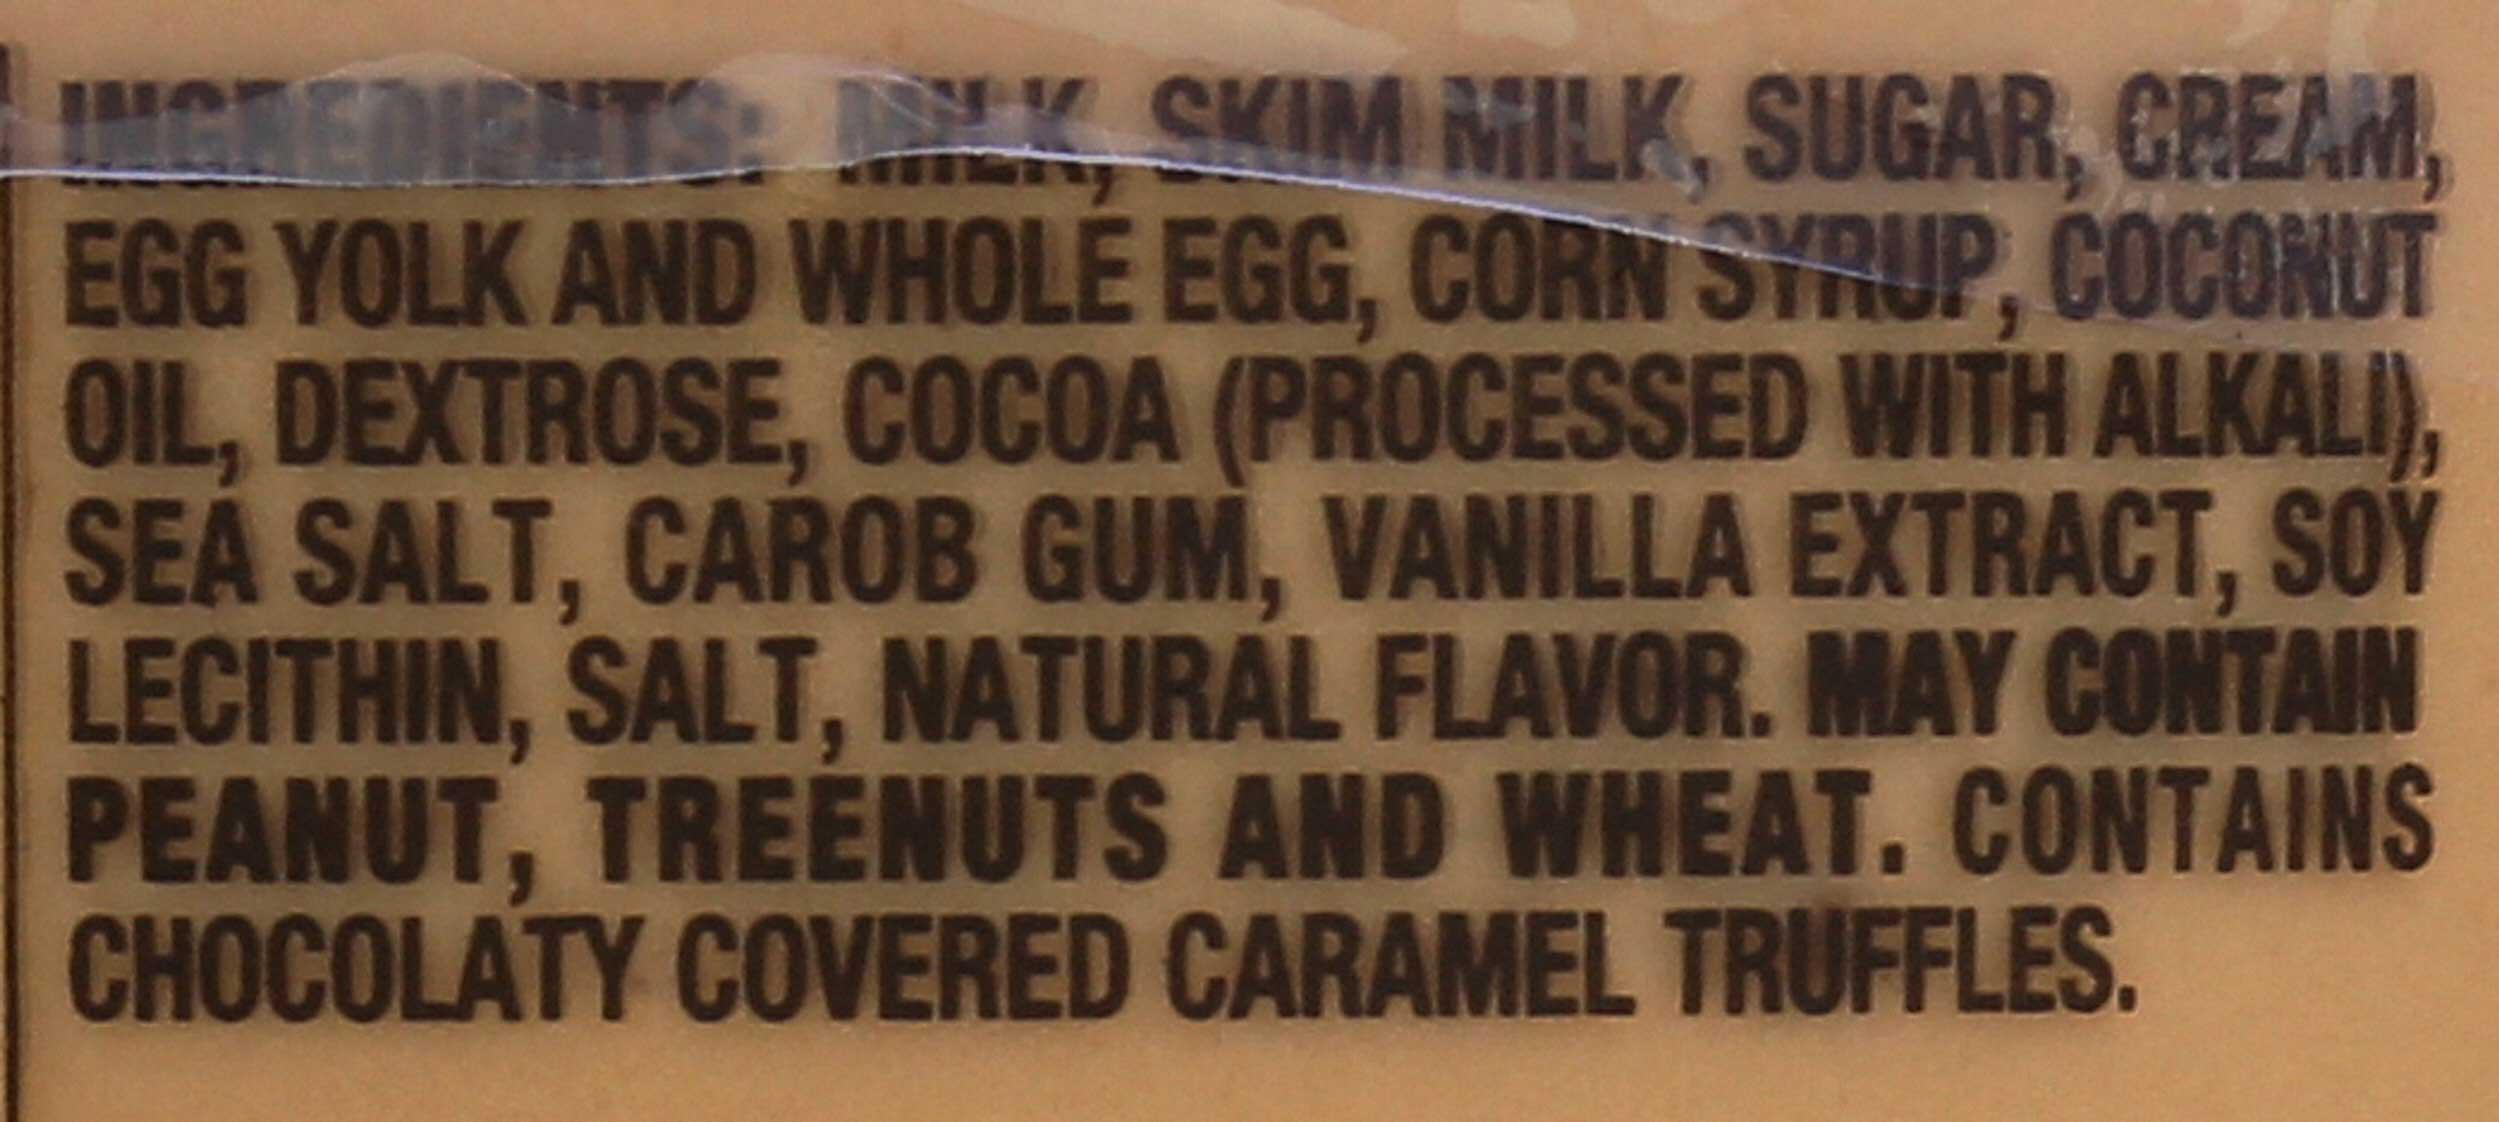 INGREDIENTS: MILK, SKIM MILK, SUGAR, CREAM,
EGG YOLK AND WHOLE EGG, CORN SYRUP, COCONUT
OIL, DEXTROSE, COCOA (PROCESSED WITH ALKALI),
SEA SALT, CAROB GUM, VANILLA EXTRACT, SOY
LECITHIN, SALT, NATURAL FLAVOR. MAY CONTAIN
PEANUT, TREENUTS AND WHEAT. CONTAINS
CHOCOLATY COVERED CARAMEL TRUFFLES.